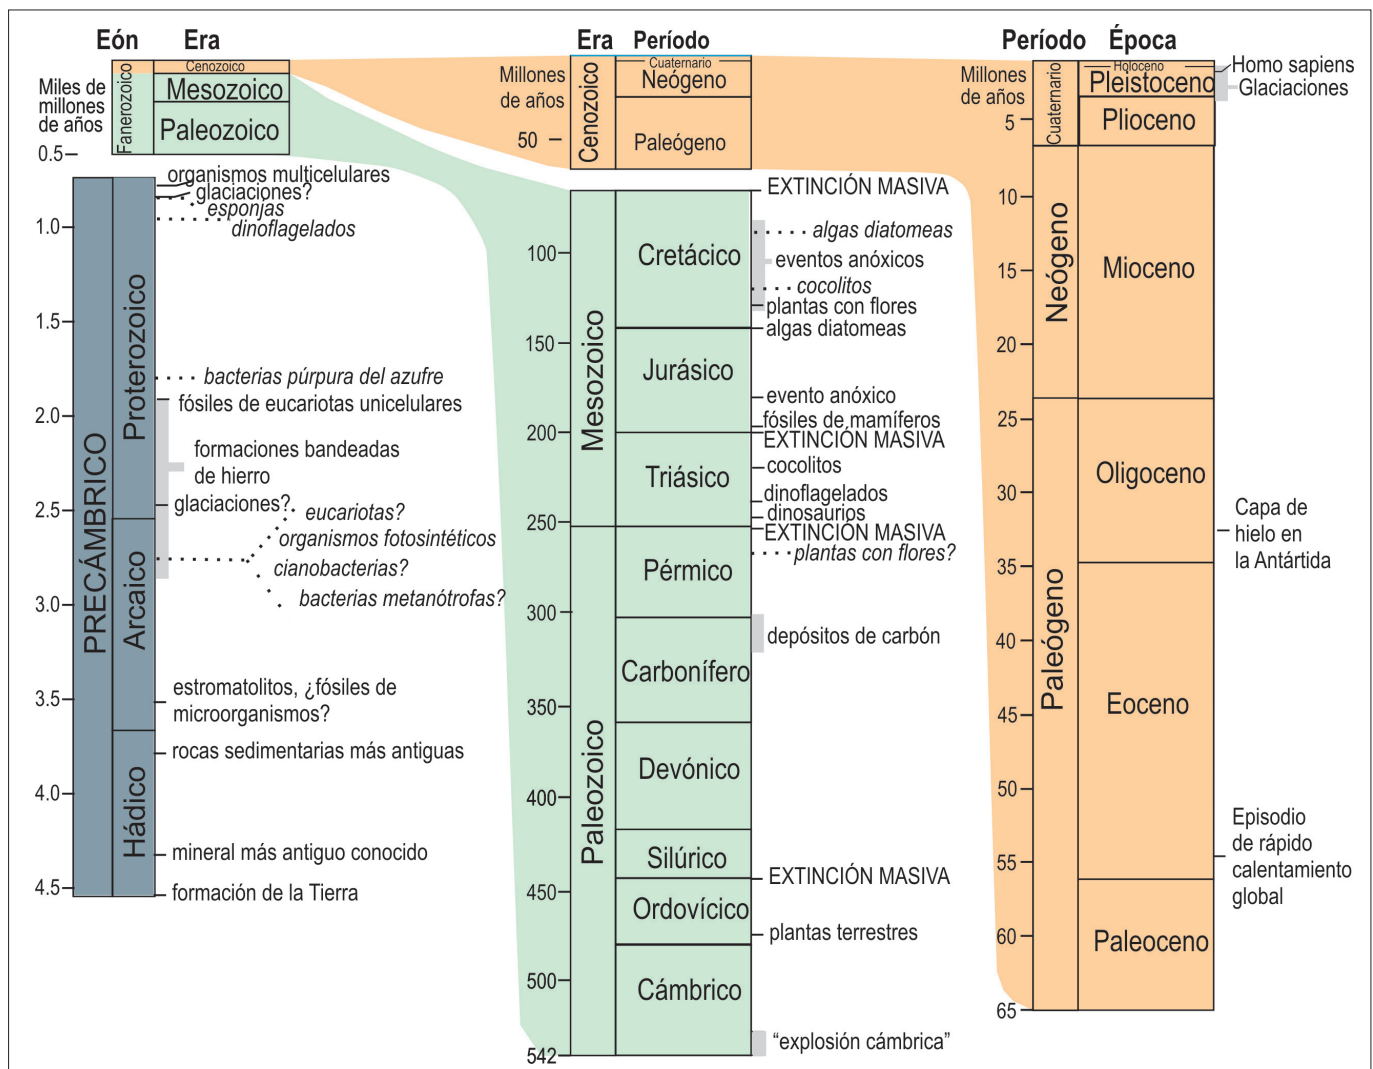 Eón Era
Cenozoico
Mesozoico
Paleozoico
Fanerozoico
Miles de
millones
de años
0.5
organismos multicelulares
glaciaciones?
esponjas
dinoflagelados
1.0
1.5
bacterias púrpura del azufre
fósiles de eucariotas unicelulares
2.0
formaciones bandeadas
de hierro
glaciaciones?
2.5
eucariotas?
organismos fotosintéticos
cianobacterias?
bacterias metanótrofas?
3.0
estromatolitos, ¿fósiles de
microorganismos?
3.5
rocas sedimentarias más antiguas
4.0
mineral más antiguo conocido
4.5
formación de la Tierra
PRECÁMBRICO
Proterozoico
Arcaico
Hádico
Era Período
Millones
de años
50
Cenozoico
Cuaternario
Neógeno
Paleógeno
EXTINCIÓN MASIVA
algas diatomeas
100
Cretácico
eventos anóxicos
cocolitos
plantas con flores
algas diatomeas
150
Jurásico
evento anóxico
fósiles de mamíferos
200
EXTINCIÓN MASIVA
Triásico
cocolitos
dinoflagelados
dinosaurios
250
EXTINCIÓN MASIVA
plantas con flores?
Pérmico
300
depósitos de carbón
Carbonífero
350
Devónico
400
Silúrico
EXTINCIÓN MASIVA
450
Ordovícico
plantas terrestres
500
Cámbrico
“explosión cámbrica”
542
Mesozoico
Paleozoico
Período Época
Millones
de años
Cuaternario
Holoceno
Pleistoceno
Homo sapiens
Glaciaciones
5
Plioceno
10
Neógeno
15
Mioceno
20
25
Oligoceno
30
Capa de
hielo en
la Antártida
35
Paleógeno
40
45
Eoceno
50
Episodio
de rápido
calentamiento
global
55
60
Paleoceno
65